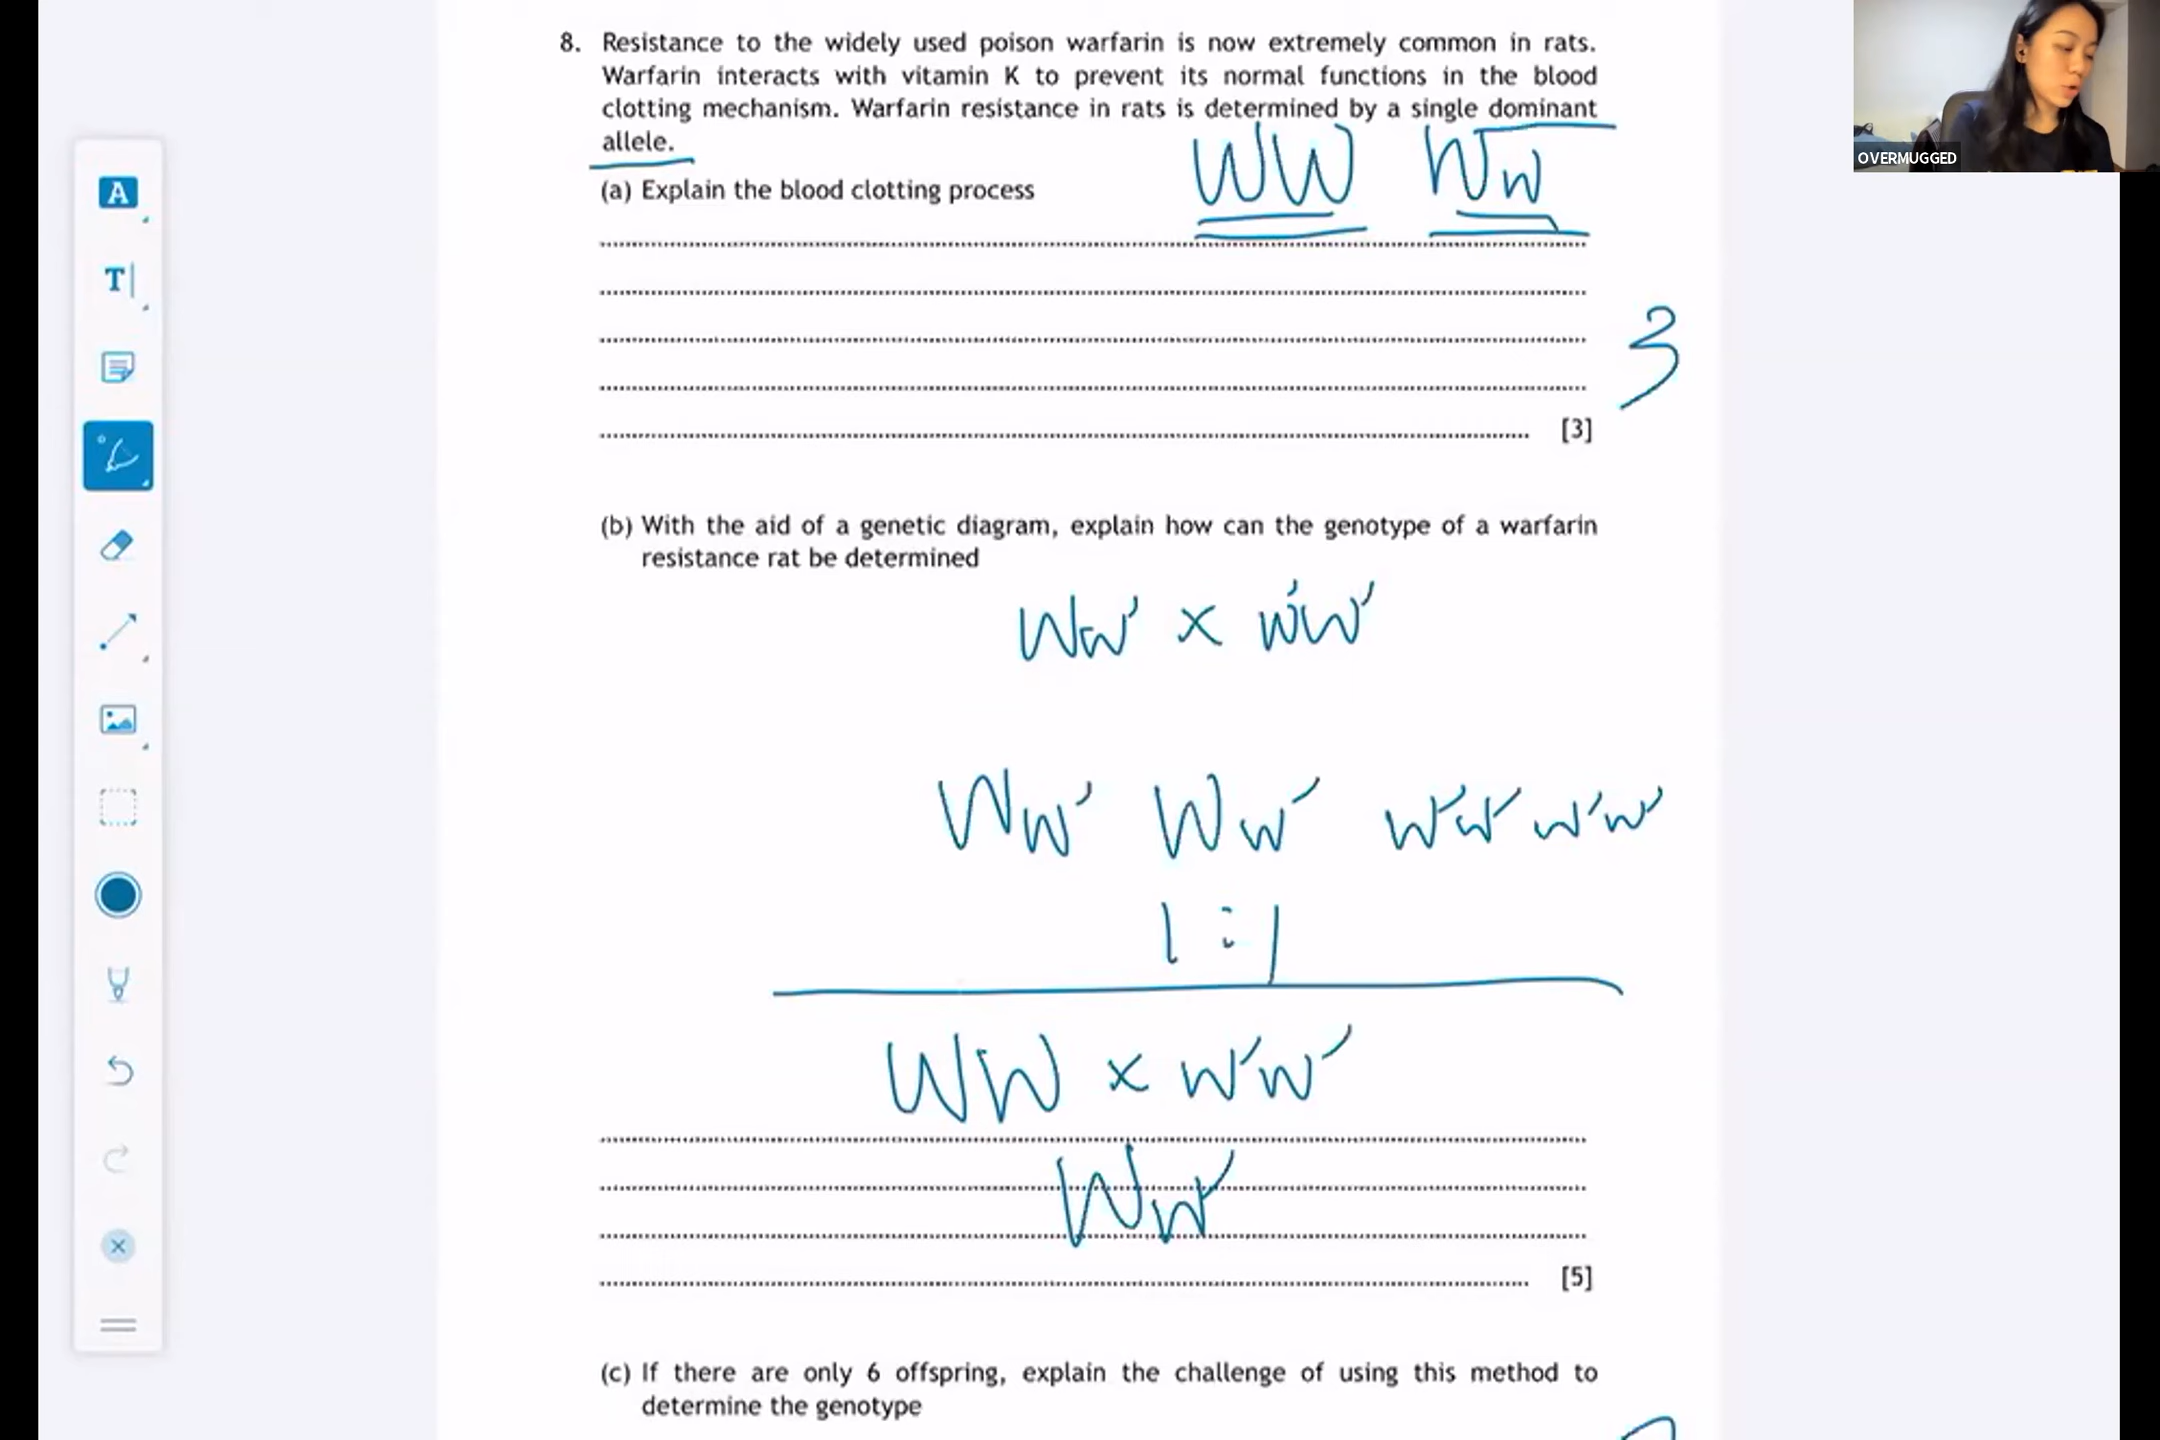 8. Resistance to the widely used poison warfarin is now extremely common in rats.
Warfarin interacts with vitamin K to prevent its normal functions in the blood
clotting mechanism. Warfarin resistance in rats is determined by a single dominant
allele.
WW Ww
OVERMUGGED
(a) Explain the blood clotting process
3
[3]
(b) With the aid of a genetic diagram, explain how can the genotype of a warfarin
resistance rat be determined
Ww' x w'w'
Ww' Ww' w'w' w'w'
1 : 1
WW x w'w'
Ww'
[5]
(c) If there are only 6 offspring, explain the challenge of using this method to
determine the genotype
A
T